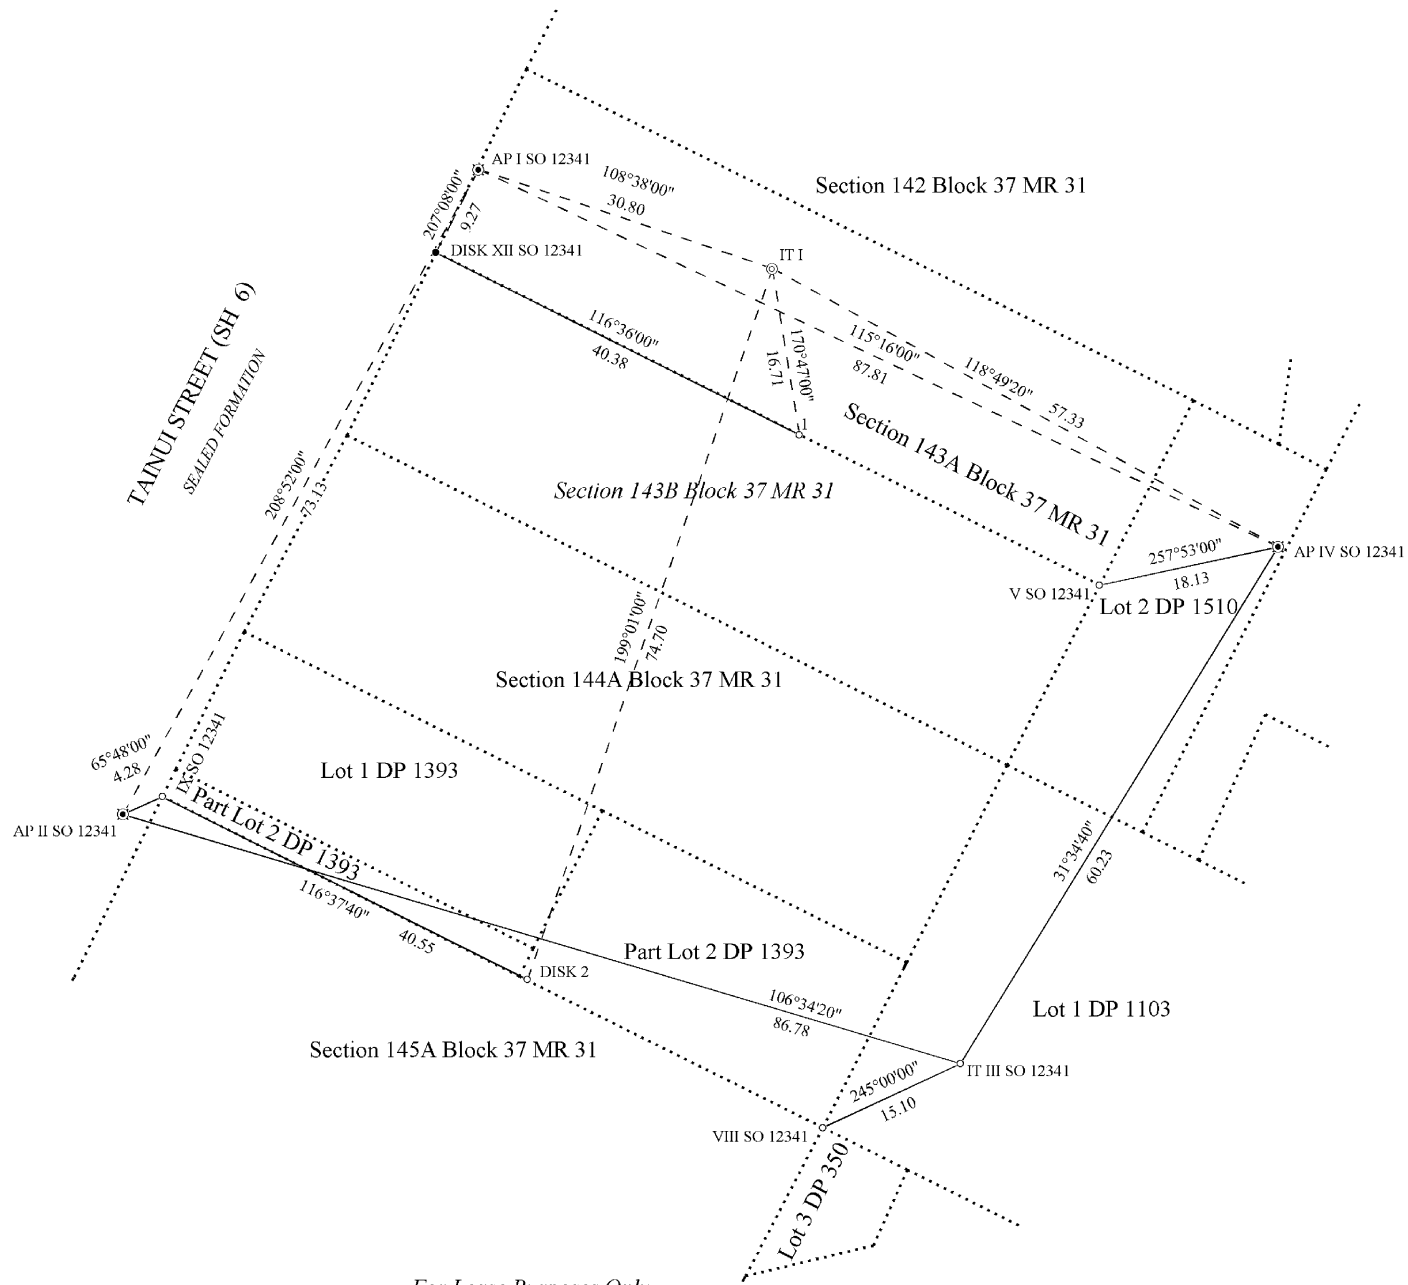 AP I SO 12341
108°38'00"
30.80
Section 142 Block 37 MR 31
207°08'00"
9.27
DISK XII SO 12341
IT I
TAINUI STREET (SH 6)
SEALED FORMATION
116°36'00"
40.38
170°47'00"
16.71
115°16'00"
87.81
118°49'20"
57.33
1
Section 143A Block 37 MR 31
208°52'00"
73.13
Section 143B Block 37 MR 31
257°53'00"
18.13
AP IV SO 12341
V SO 12341
Lot 2 DP 1510
199°01'00"
74.70
Section 144A Block 37 MR 31
65°48'00"
4.28
IX SO 12341
Lot 1 DP 1393
Part Lot 2 DP 1393
AP II SO 12341
31°34'40"
60.23
116°37'40"
40.55
Part Lot 2 DP 1393
DISK 2
106°34'20"
86.78
Lot 1 DP 1103
Section 145A Block 37 MR 31
245°00'00"
15.10
IT III SO 12341
VIII SO 12341
Lot 3 DP 350